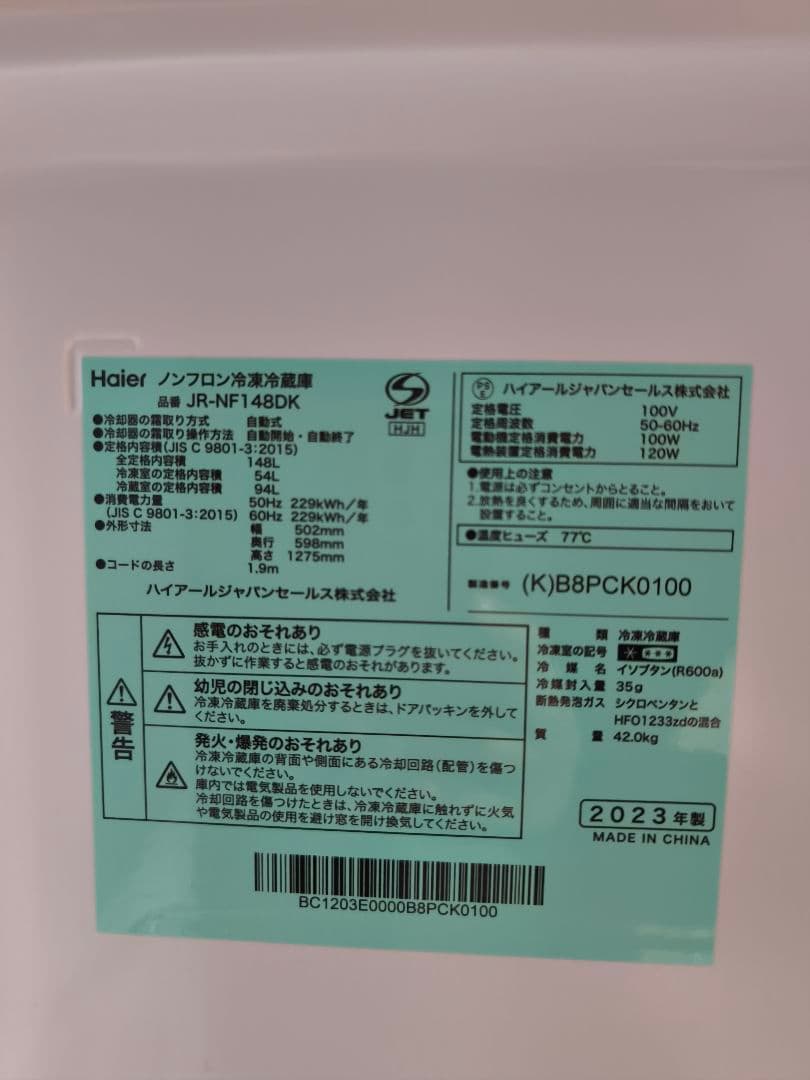 Haier ノンフロン冷凍冷蔵庫
品番 JR-NF148DK
●冷却器の霜取り方式 自動式
●冷却器の霜取り操作方法 自動開始・自動終了
●定格内容積(JIS C 9801-3:2015)
全定格内容積 148L
冷凍室の定格内容積 54L
冷蔵室の定格内容積 94L
●消費電力量 50Hz 229kWh/年
(JIS C 9801-3:2015) 60Hz 229kWh/年
●外形寸法 幅 502mm
奥行 598mm
高さ 1275mm
●コードの長さ 1.9m
ハイアールジャパンセールス株式会社
JET
HJH
PS
E
ハイアールジャパンセールス株式会社
定格電圧 100V
定格周波数 50-60Hz
電動機定格消費電力 100W
電熱装置定格消費電力 120W
●使用上の注意
1.電源は必ずコンセントからとること。
2.放熱を良くするため、周囲に適当な間隔をおいて
設置すること。
●温度ヒューズ 77℃
製造番号 (K)B8PCK0100
警告
感電のおそれあり
お手入れのときには、必ず電源プラグを抜いてください。
抜かずに作業すると感電のおそれがあります。
幼児の閉じ込みのおそれあり
冷凍冷蔵庫を廃棄処分するときは、ドアパッキンを外して
ください。
発火・爆発のおそれあり
冷凍冷蔵庫の背面や側面にある冷却回路(配管)を傷つ
けないでください。
庫内では電気製品を使用しないでください。
冷却回路を傷つけたときは、冷凍冷蔵庫に触れずに火気
や電気製品の使用を避け窓を開け換気してください。
種類 冷凍冷蔵庫
冷凍室の記号
冷媒名 イソブタン(R600a)
冷媒封入量 35g
断熱発泡ガス シクロペンタンと
HFO1233zdの混合
質量 42.0kg
2023年製
MADE IN CHINA
BC1203E0000B8PCK0100